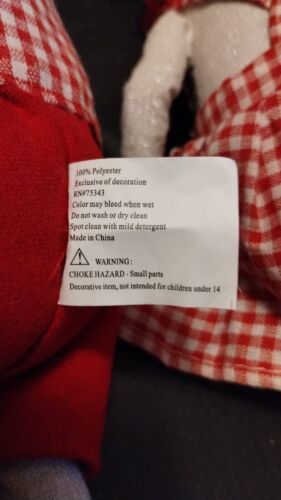 100% Polyester
Exclusive of decoration
RN#75343
Color may bleed when wet
Do not wash or dry clean
Spot clean with mild detergent
Made in China
WARNING:
CHOKE HAZARD - Small parts
Decorative item, not intended for children under 14